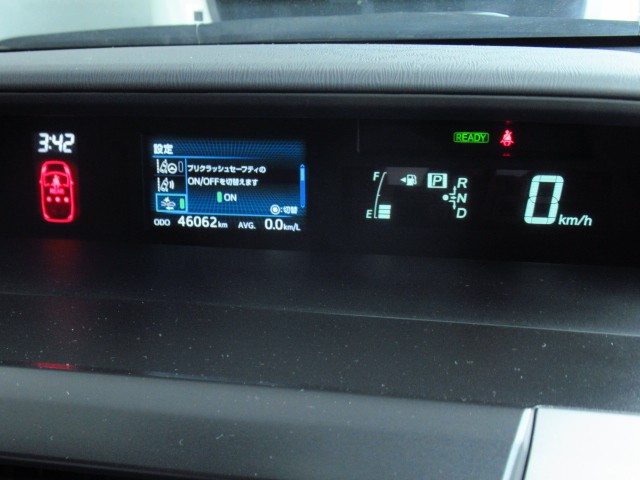 3:42
設定
プリクラッシュセーフティの
ON/OFFを切替えます
ON
:切替
ODO 46062km AVG. 0.0km/L
READY
F
E
P
R
N
D
0 km/h